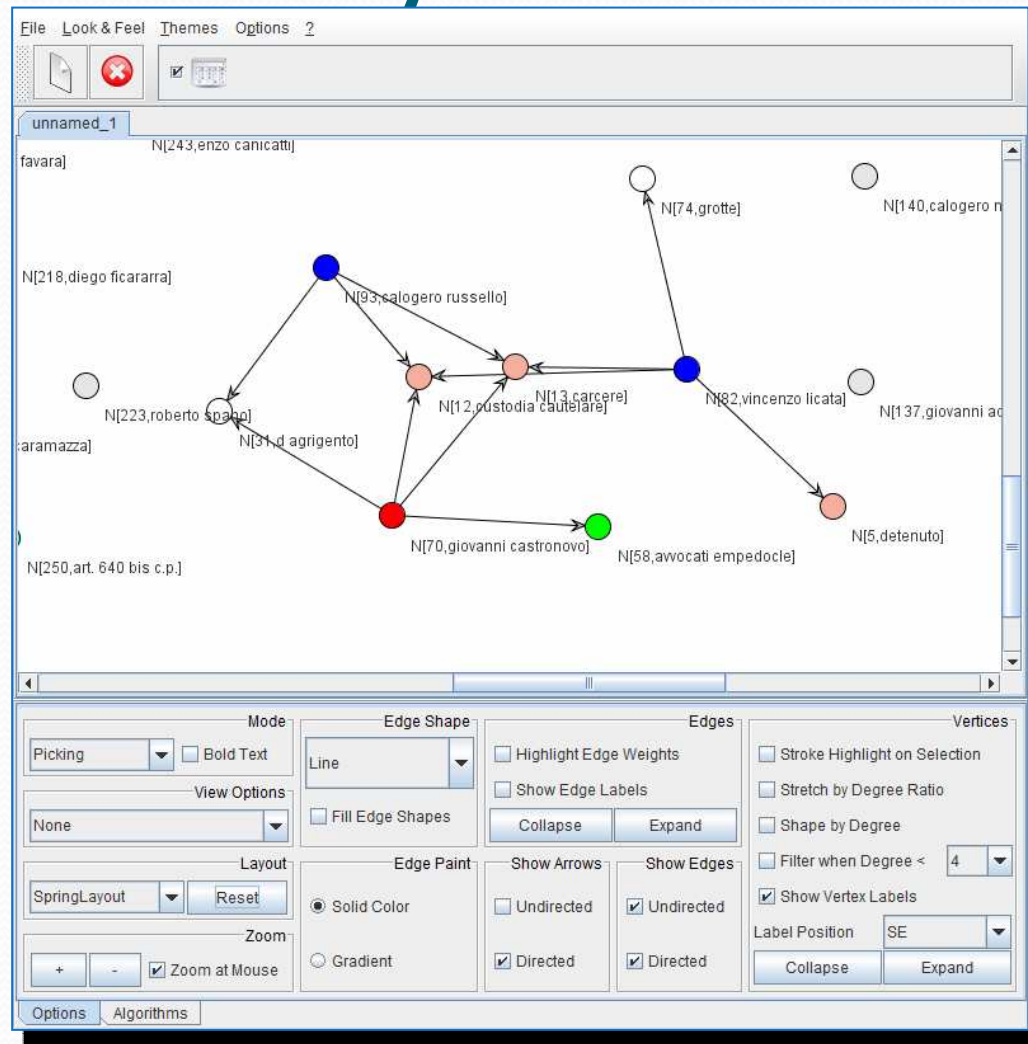 File Look & Feel Themes Options ?
unnamed_1
N[243,enzo canicatti]
favara]
N[74,grotte]
N[140,calogero n
N[218,diego ficararra]
N[93,calogero russello]
N[13,carcere]
N[82,vincenzo licata]
N[12,custodia cautelare]
N[223,roberto spano]
N[137,giovanni ac
N[31,d agrigento]
caramazza]
N[5,detenuto]
N[70,giovanni castronovo]
N[58,avvocati empedocle]
N[250,art. 640 bis c.p.]
Mode
Picking
Bold Text
View Options
None
Layout
SpringLayout
Reset
Zoom
+
-
Zoom at Mouse
Edge Shape
Line
Fill Edge Shapes
Edge Paint
Solid Color
Gradient
Edges
Highlight Edge Weights
Show Edge Labels
Collapse
Expand
Show Arrows
Undirected
Directed
Show Edges
Undirected
Directed
Vertices
Stroke Highlight on Selection
Stretch by Degree Ratio
Shape by Degree
Filter when Degree < 4
Show Vertex Labels
Label Position SE
Collapse
Expand
Options Algorithms